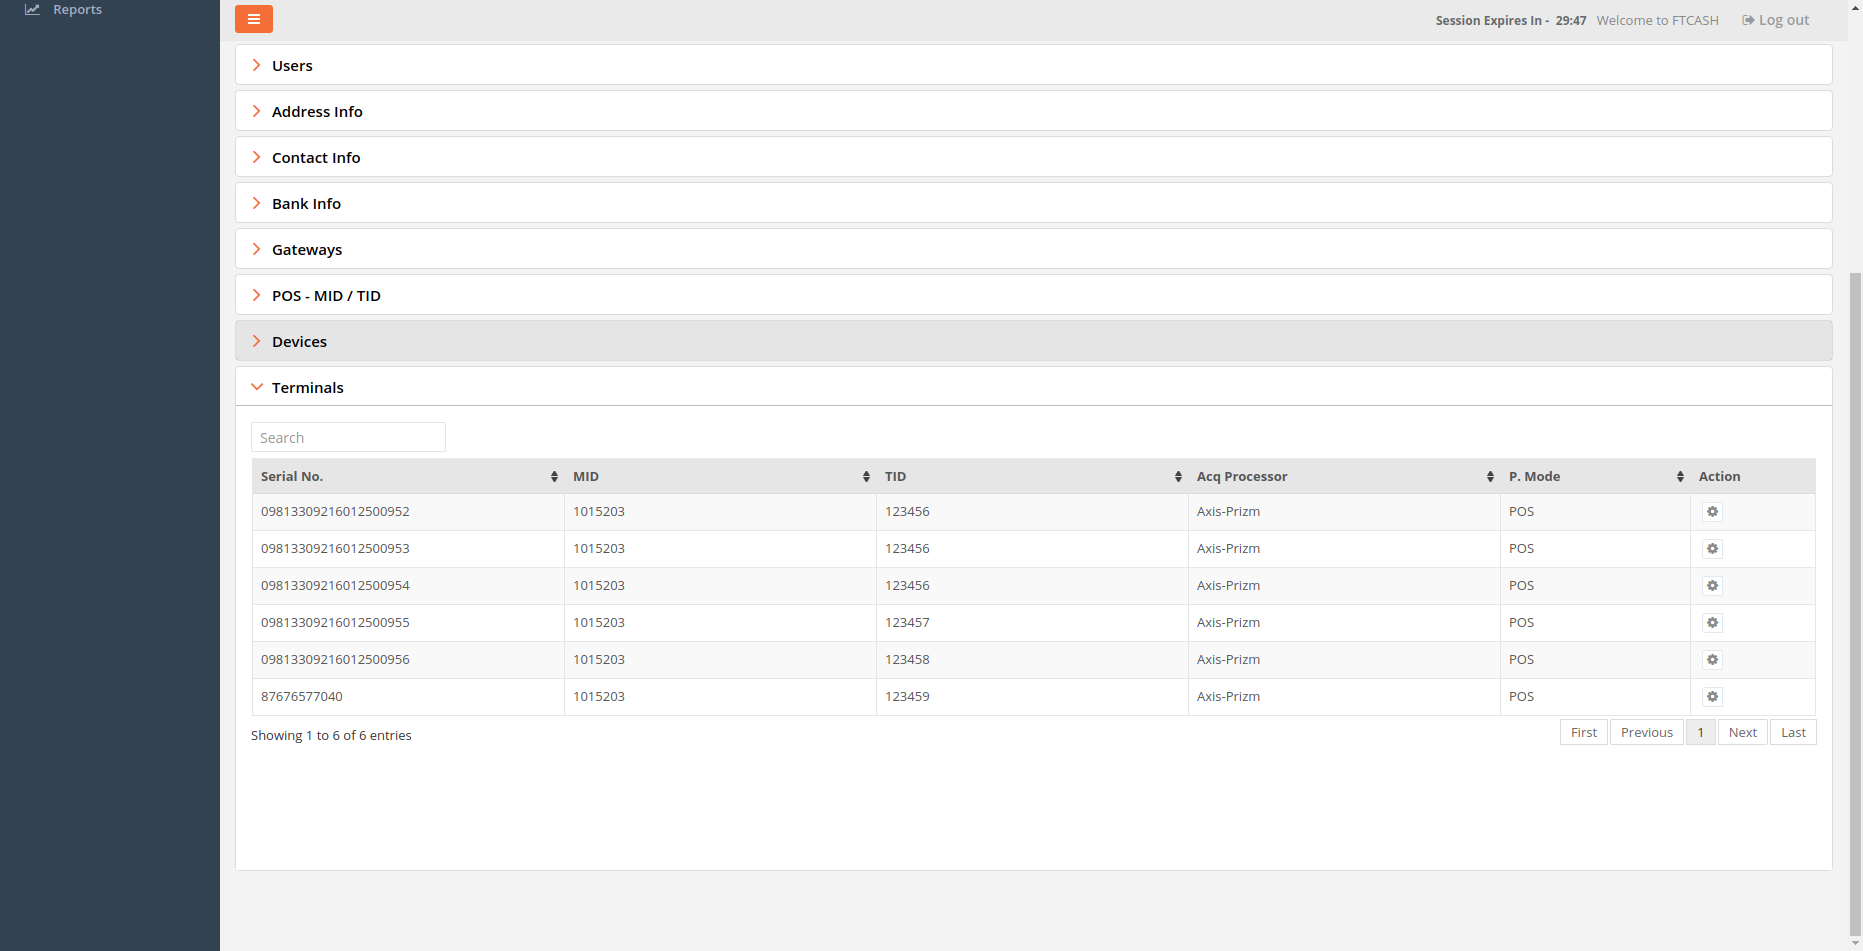 Reports
Session Expires In - 29:47 Welcome to FTCASH Log out
Users
Address Info
Contact Info
Bank Info
Gateways
POS - MID / TID
Devices
Terminals
Search
Serial No. MID TID Acq Processor P. Mode Action
09813309216012500952 1015203 123456 Axis-Prizm POS
09813309216012500953 1015203 123456 Axis-Prizm POS
09813309216012500954 1015203 123456 Axis-Prizm POS
09813309216012500955 1015203 123457 Axis-Prizm POS
09813309216012500956 1015203 123458 Axis-Prizm POS
87676577040 1015203 123459 Axis-Prizm POS
Showing 1 to 6 of 6 entries
First Previous 1 Next Last